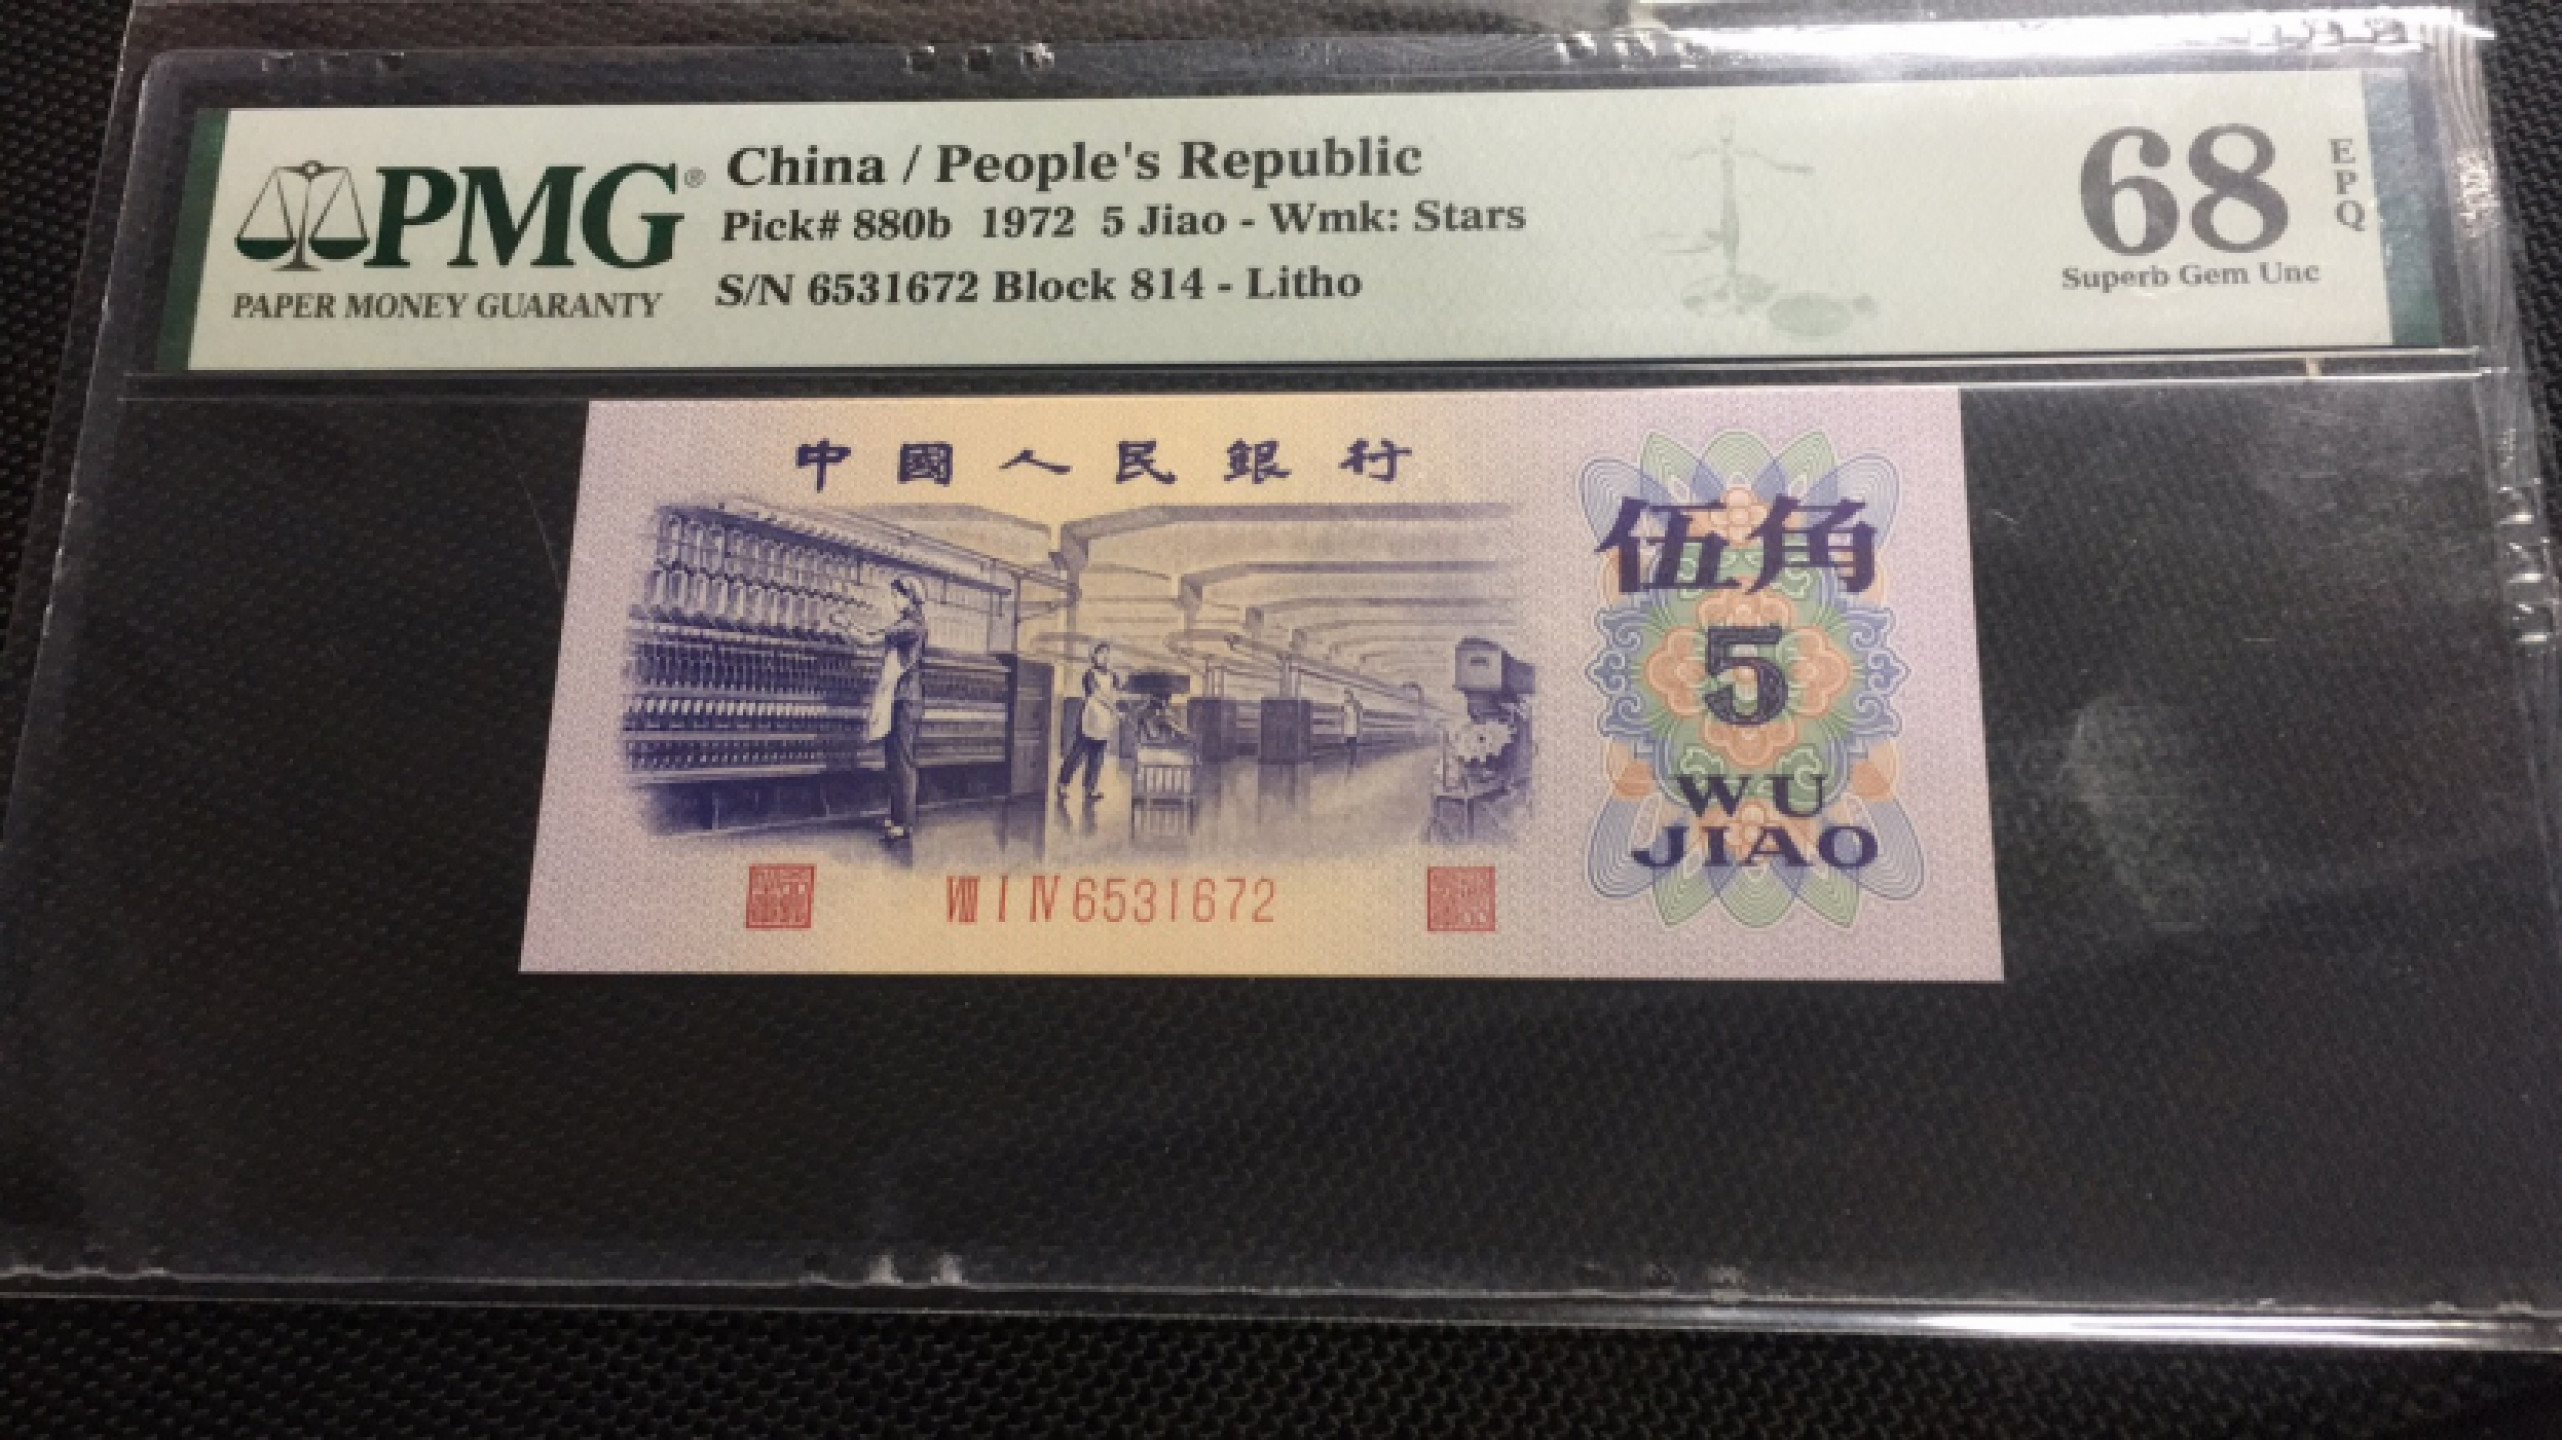 PMG®
PAPER MONEY GUARANTY
China / People's Republic
Pick# 880b 1972 5 Jiao - Wmk: Stars
S/N 6531672 Block 814 - Litho
68
EPQ
Superb Gem Unc
中國人民銀行
伍角
5
WU
JIAO
VIII I IV 6531672